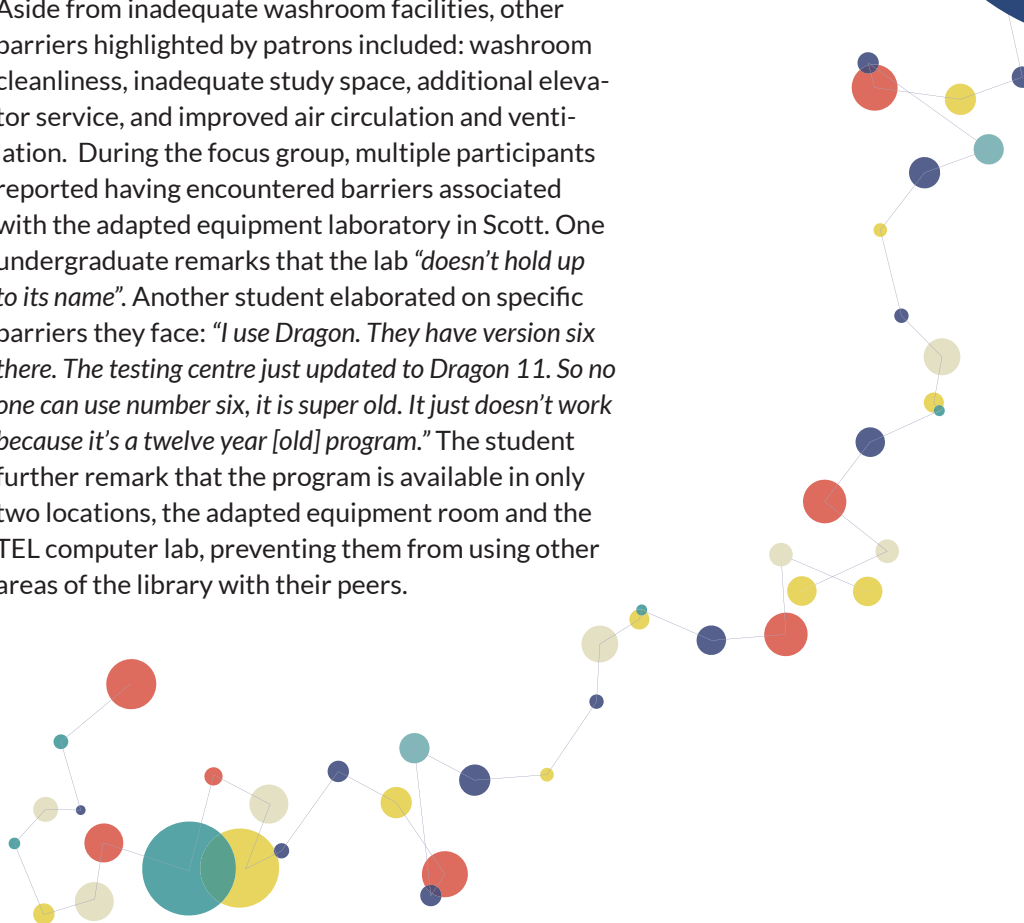 Aside from inadequate washroom facilities, other
barriers highlighted by patrons included: washroom
cleanliness, inadequate study space, additional eleva-
tor service, and improved air circulation and venti-
lation.  During the focus group, multiple participants
reported having encountered barriers associated
with the adapted equipment laboratory in Scott. One
undergraduate remarks that the lab “doesn’t hold up
to its name”. Another student elaborated on specific
barriers they face: “I use Dragon. They have version six
there. The testing centre just updated to Dragon 11. So no
one can use number six, it is super old. It just doesn’t work
because it’s a twelve year [old] program.” The student
further remark that the program is available in only
two locations, the adapted equipment room and the
TEL computer lab, preventing them from using other
areas of the library with their peers.